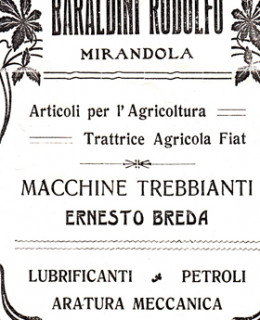 BARALDINI RODOLFO
MIRANDOLA
Articoli per l'Agricoltura
Trattrice Agricola Fiat
MACCHINE TREBBIANTI
ERNESTO BREDA
LUBRIFICANTI PETROLI
ARATURA MECCANICA